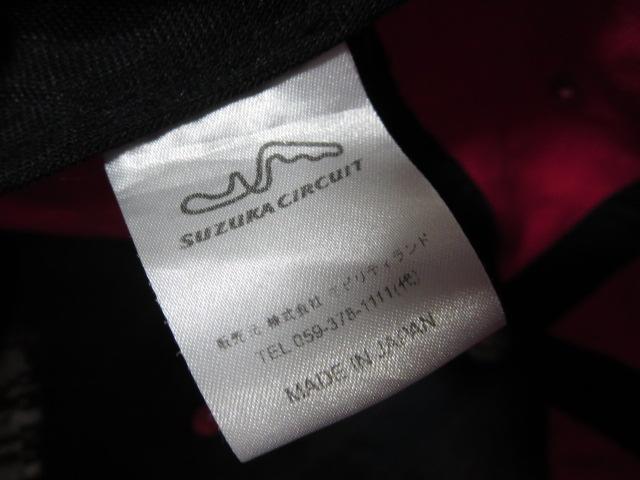 SUZUKA CIRCUIT
販売元 株式会社 モビリティランド
TEL 059-378-1111(代)
MADE IN JAPAN